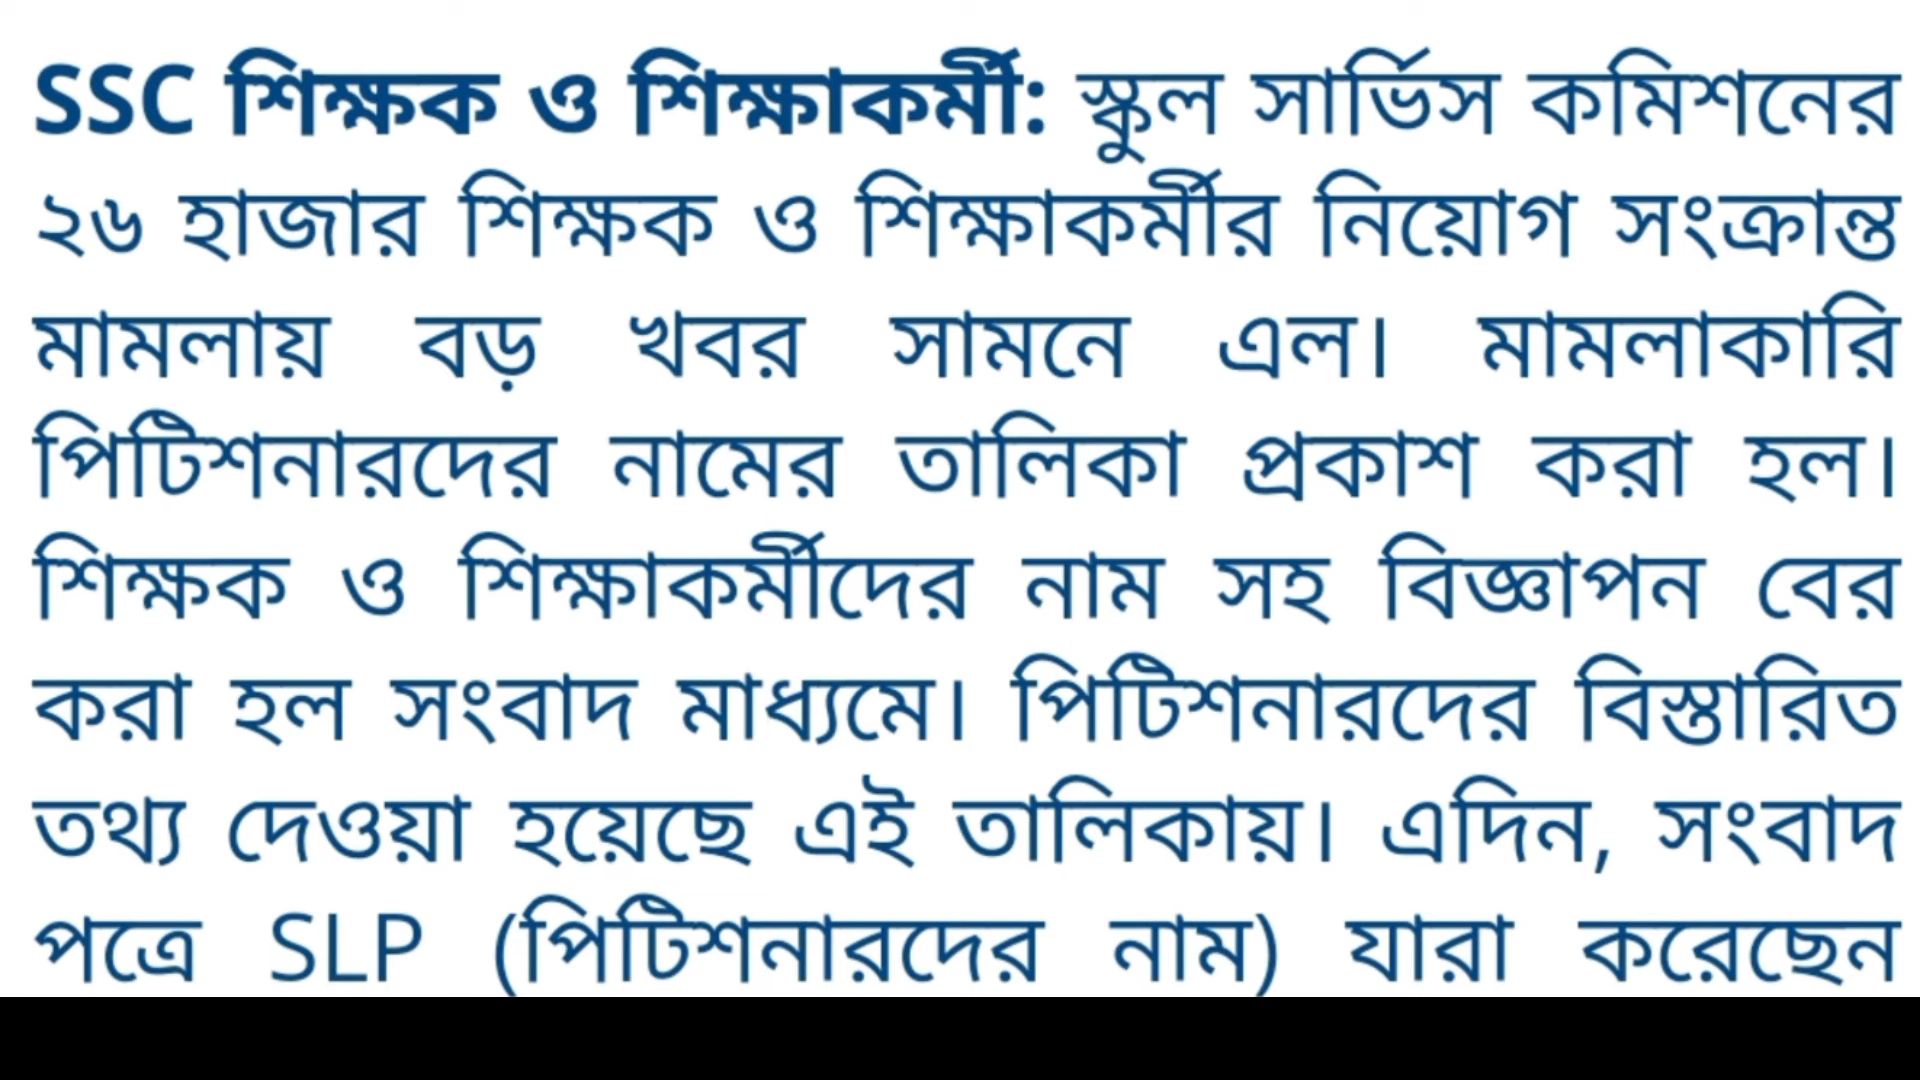 SSC শিক্ষক ও শিক্ষাকর্মী: স্কুল সার্ভিস কমিশনের
২৬ হাজার শিক্ষক ও শিক্ষাকর্মীর নিয়োগ সংক্রান্ত
মামলায় বড় খবর সামনে এল। মামলাকারি
পিটিশনারদের নামের তালিকা প্রকাশ করা হল।
শিক্ষক ও শিক্ষাকর্মীদের নাম সহ বিজ্ঞাপন বের
করা হল সংবাদ মাধ্যমে। পিটিশনারদের বিস্তারিত
তথ্য দেওয়া হয়েছে এই তালিকায়। এদিন, সংবাদ
পত্রে SLP (পিটিশনারদের নাম) যারা করেছেন